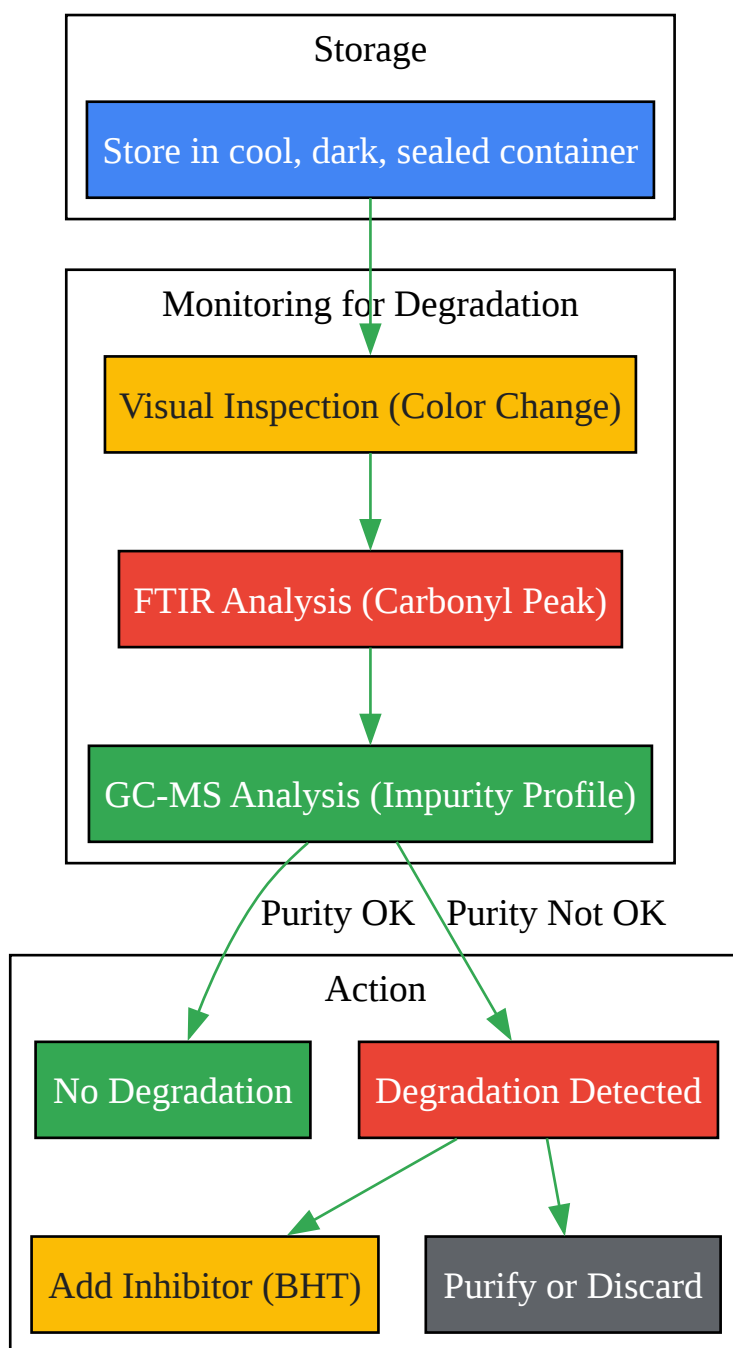 Storage
Store in cool, dark, sealed container
Monitoring for Degradation
Visual Inspection (Color Change)
FTIR Analysis (Carbonyl Peak)
GC-MS Analysis (Impurity Profile)
Purity OK
Purity Not OK
Action
No Degradation
Degradation Detected
Add Inhibitor (BHT)
Purify or Discard